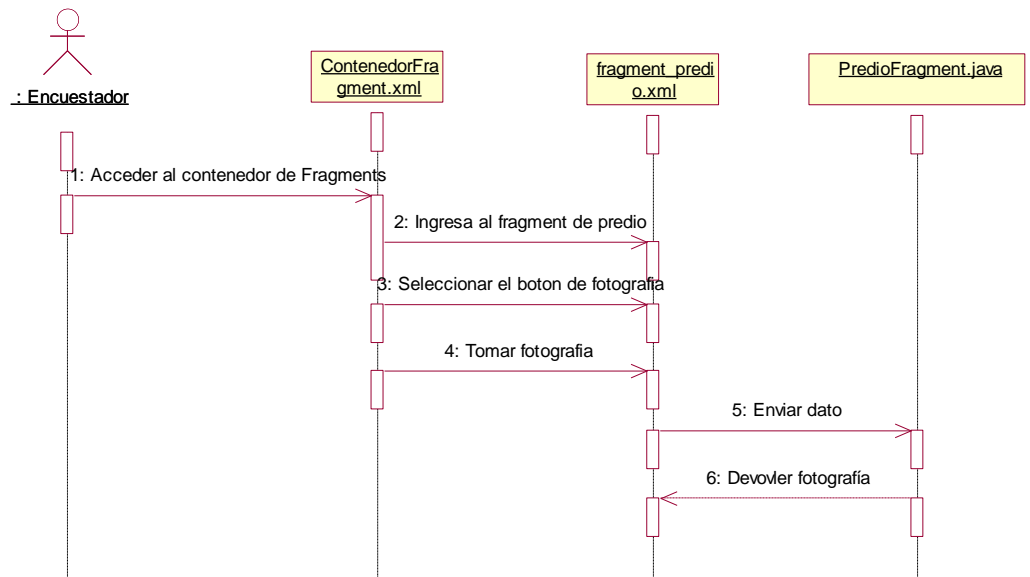 : Encuestador
ContenedorFra
gment.xml
fragment_predi
o.xml
PredioFragment.java
1: Acceder al contenedor de Fragments
2: Ingresa al fragment de predio
3: Seleccionar el boton de fotografia
4: Tomar fotografia
5: Enviar dato
6: Devovler fotografía